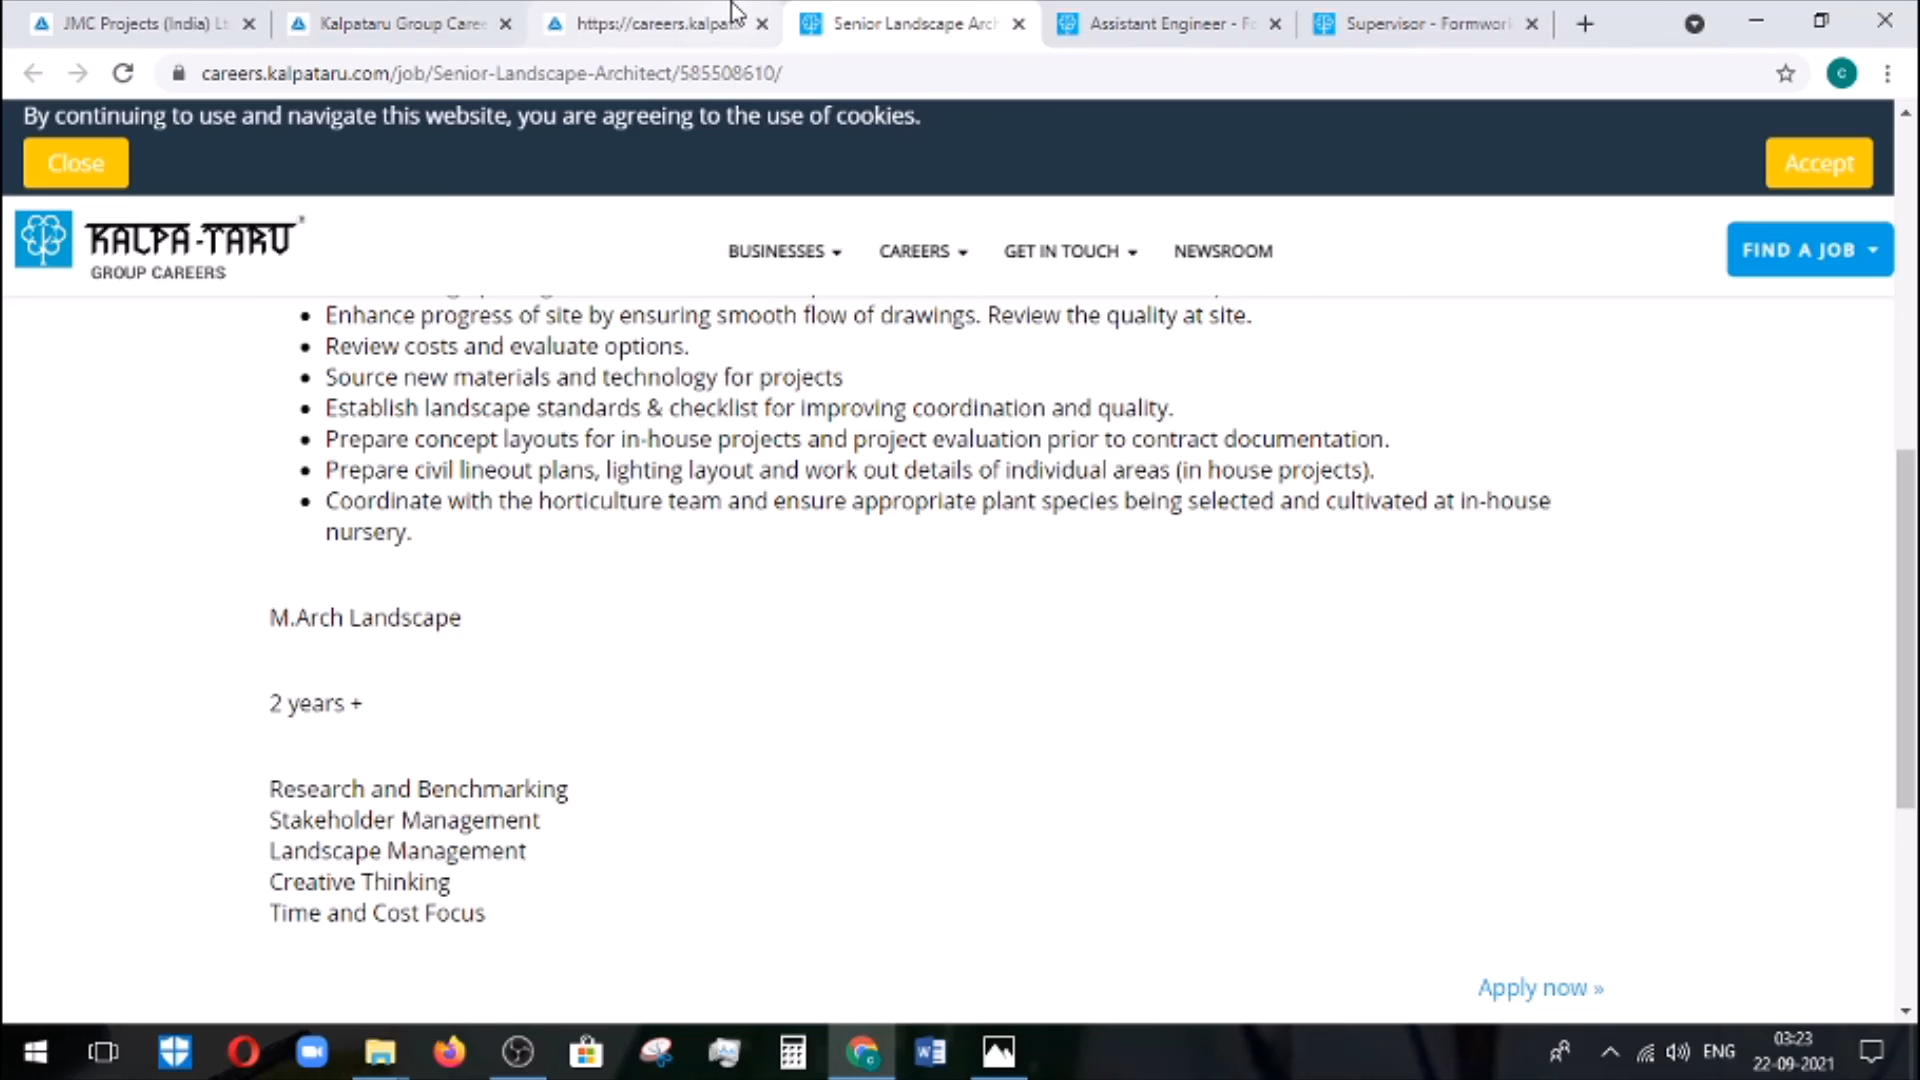 JMC Projects (India) Lt
Kalpataru Group Caree
https://careers.kalpat
Senior Landscape Arch
Assistant Engineer - Fo
Supervisor - Formwor
careers.kalpataru.com/job/Senior-Landscape-Architect/585508610/
C
By continuing to use and navigate this website, you are agreeing to the use of cookies.
Close
Accept
KALPA-TARU
GROUP CAREERS
BUSINESSES
CAREERS
GET IN TOUCH
NEWSROOM
FIND A JOB
Enhance progress of site by ensuring smooth flow of drawings. Review the quality at site.
Review costs and evaluate options.
Source new materials and technology for projects
Establish landscape standards & checklist for improving coordination and quality.
Prepare concept layouts for in-house projects and project evaluation prior to contract documentation.
Prepare civil lineout plans, lighting layout and work out details of individual areas (in house projects).
Coordinate with the horticulture team and ensure appropriate plant species being selected and cultivated at in-house
nursery.
M.Arch Landscape
2 years +
Research and Benchmarking
Stakeholder Management
Landscape Management
Creative Thinking
Time and Cost Focus
Apply now »
ENG
03:23
22-09-2021